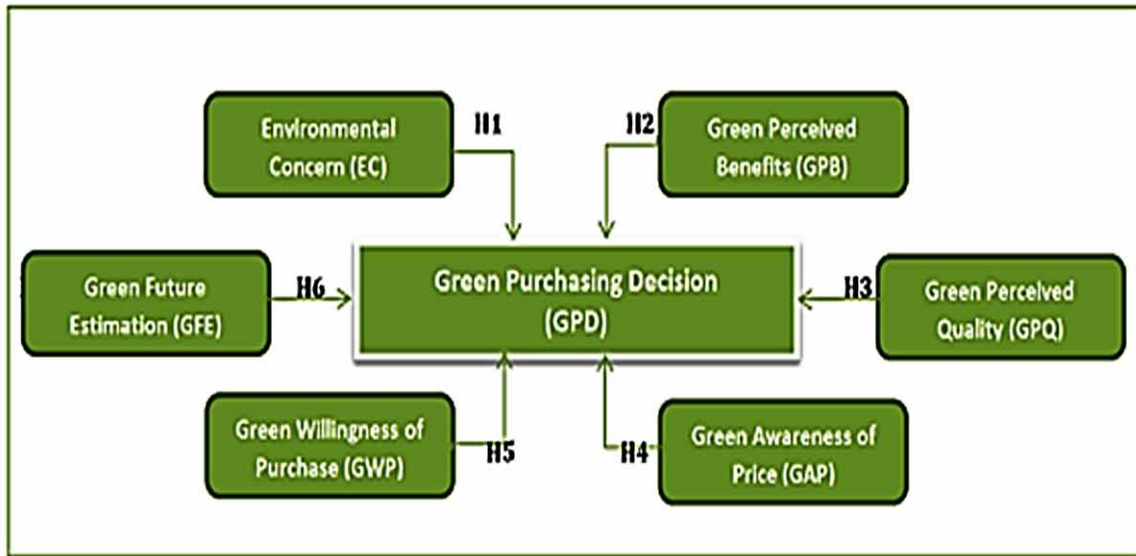 Environmental
Concern (EC)
H1
H2
Green Perceived
Benefits (GPB)
Green Future
Estimation (GFE)
H6
Green Purchasing Decision
(GPD)
H3
Green Perceived
Quality (GPQ)
Green Willingness of
Purchase (GWP)
H5
H4
Green Awareness of
Price (GAP)